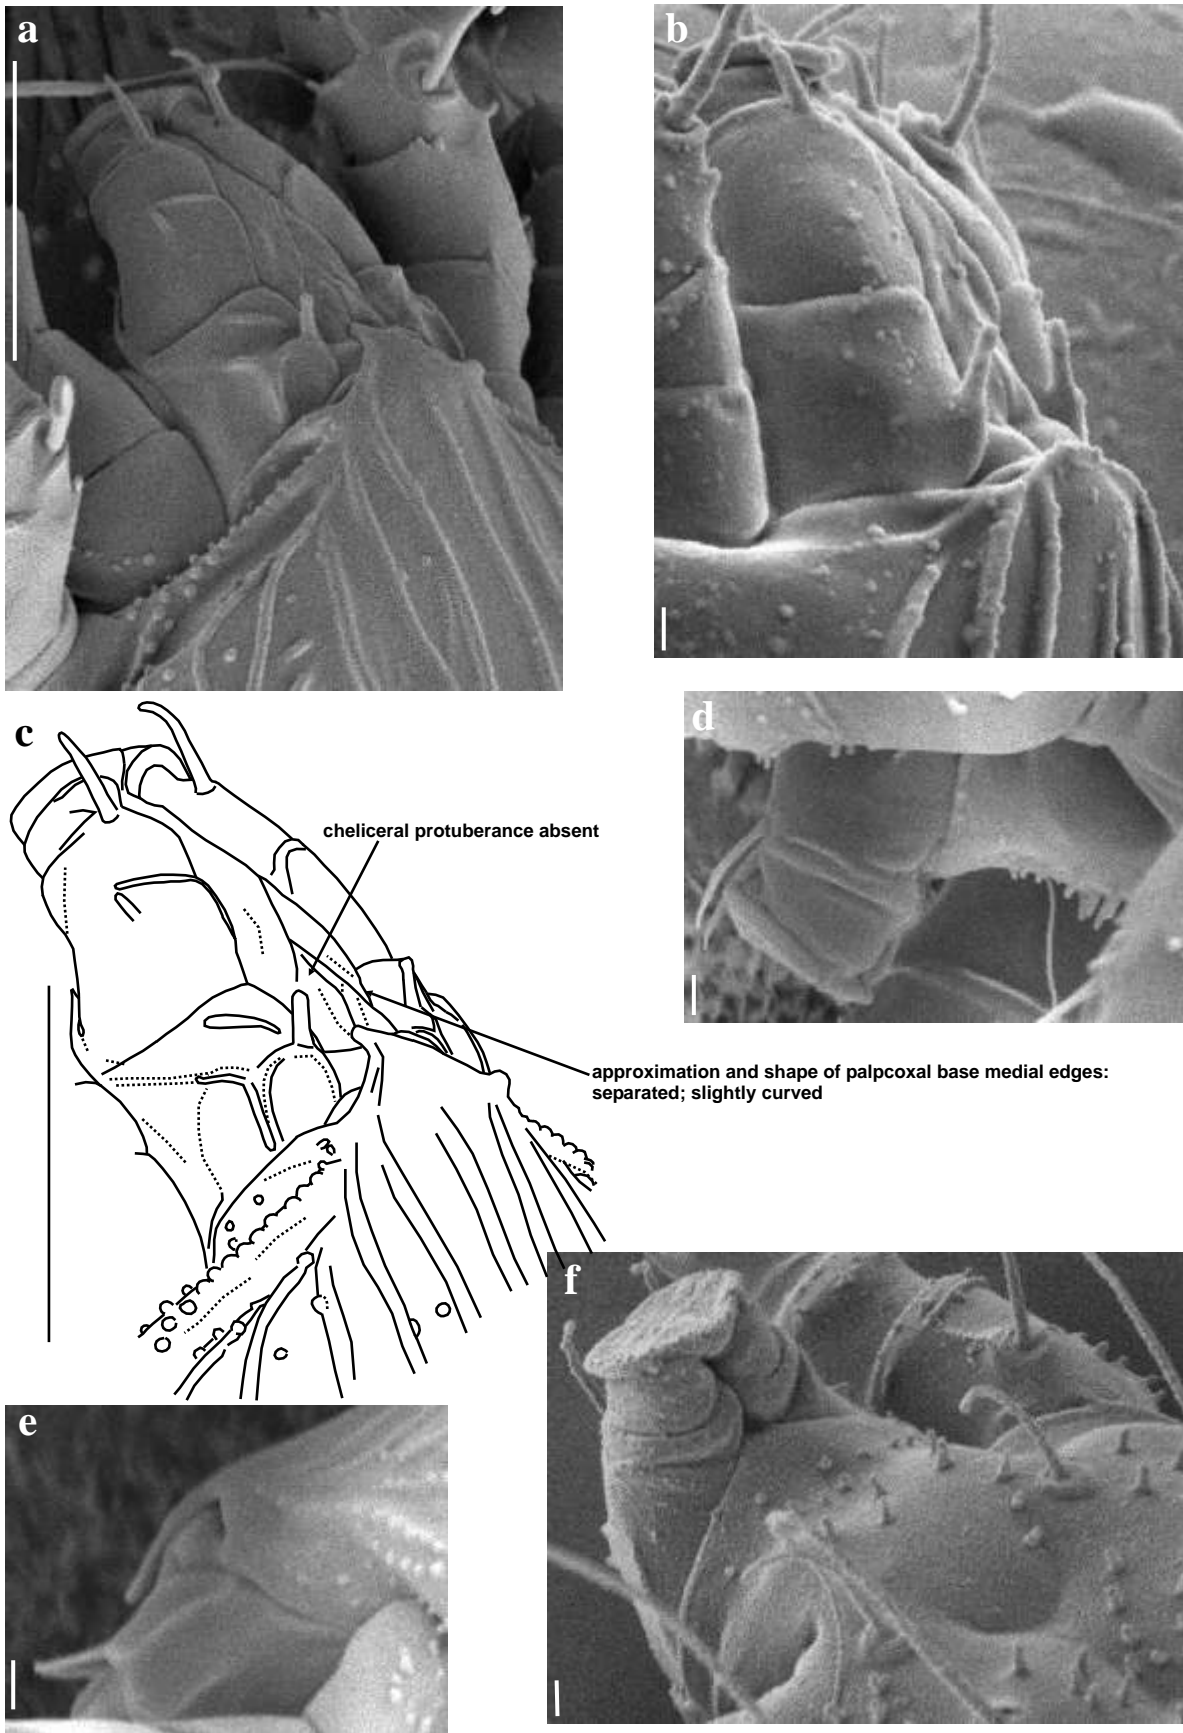 a
b
c
cheliceral protuberance absent
d
approximation and shape of palpcoxal base medial edges:
separated; slightly curved
f
e